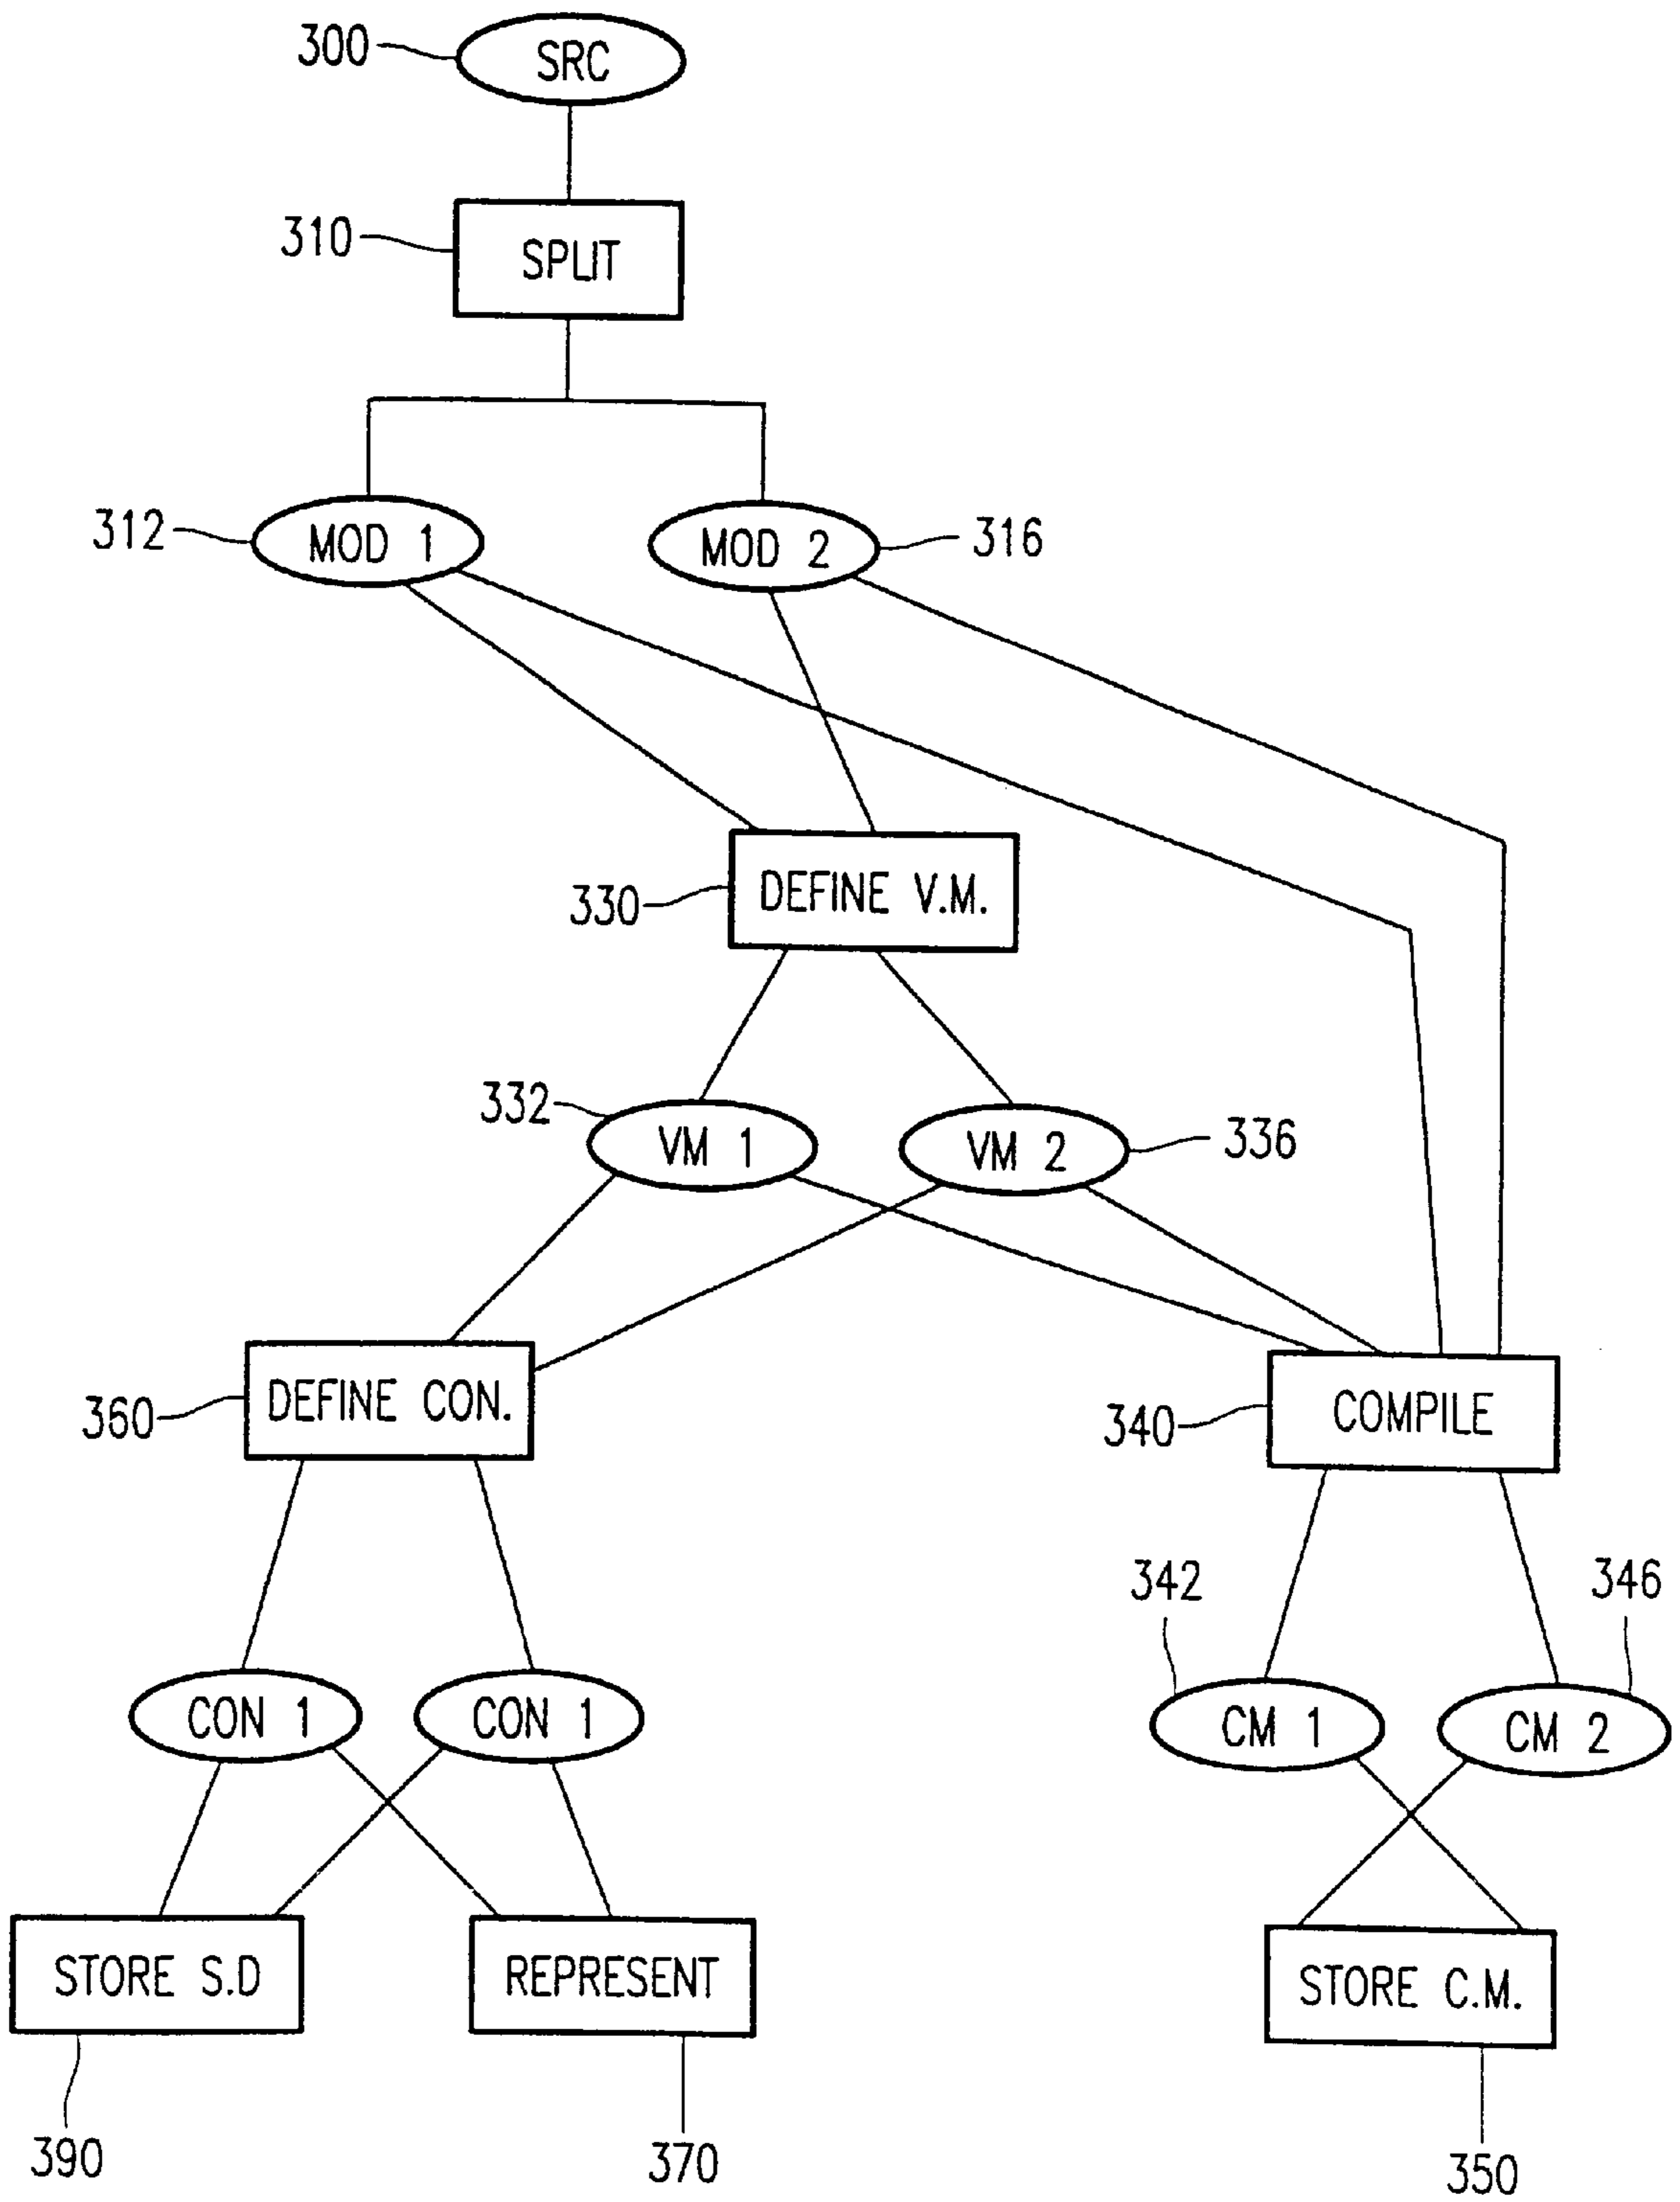 300 SRC
310 SPLIT
312 MOD 1 MOD 2 316
330 DEFINE V.M.
332 VM 1 VM 2 336
360 DEFINE CON. 340 COMPILE
342 346
CON 1 CON 1 CM 1 CM 2
STORE S.D REPRESENT STORE C.M.
390 370 350